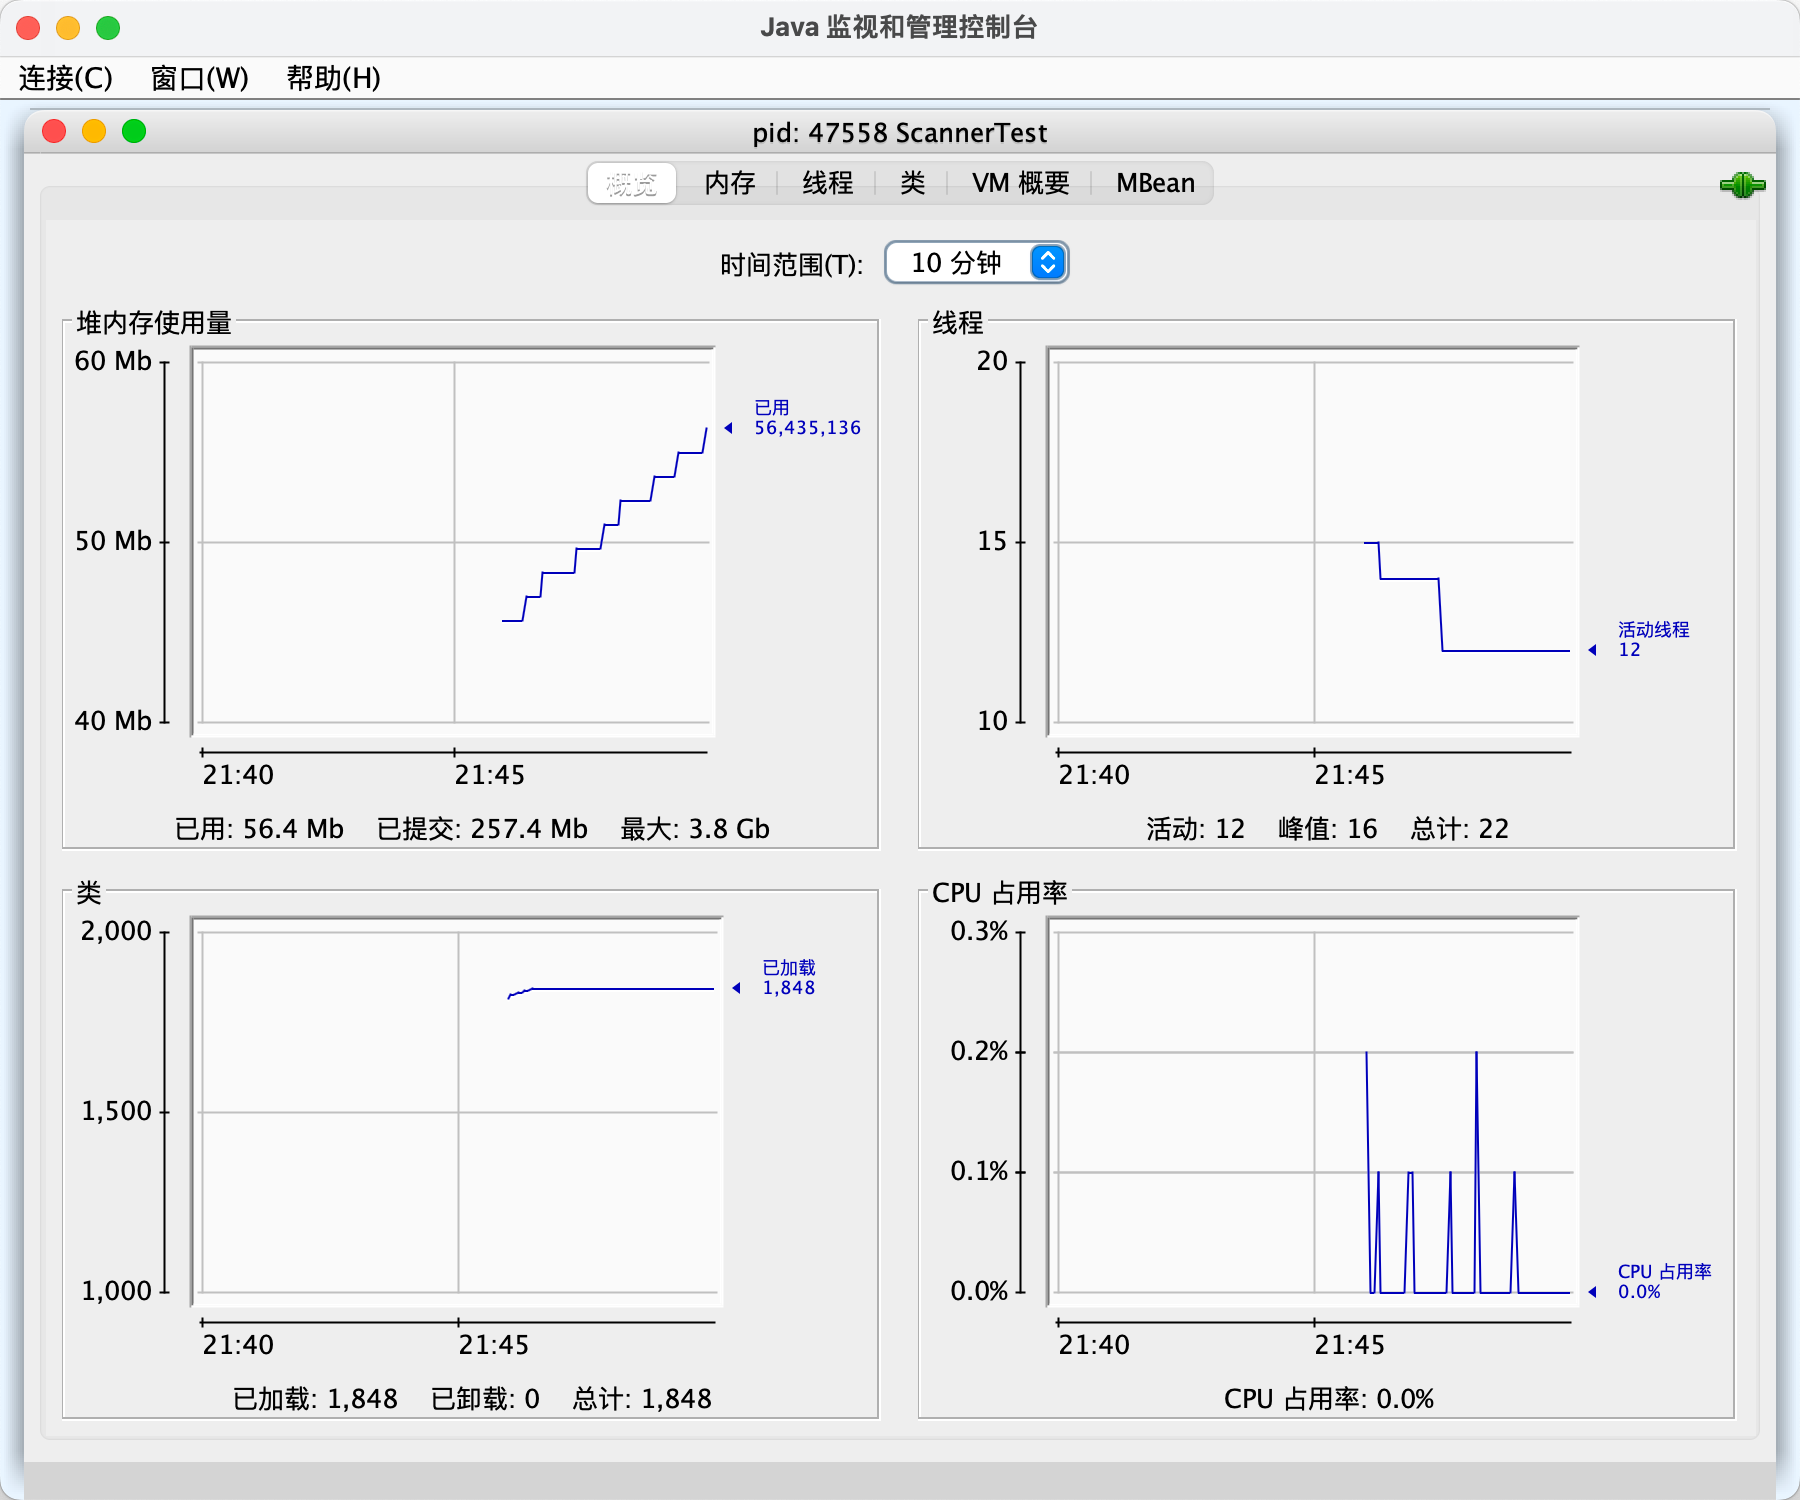 Java 监视和管理控制台
连接(C) 窗口(W) 帮助(H)
pid: 47558 ScannerTest
概览 内存 线程 类 VM 概要 MBean
时间范围(T): 10 分钟
堆内存使用量
60 Mb
50 Mb
40 Mb
已用
56,435,136
21:40 21:45
已用: 56.4 Mb 已提交: 257.4 Mb 最大: 3.8 Gb
线程
20
15
10
活动线程
12
21:40 21:45
活动: 12 峰值: 16 总计: 22
类
2,000
1,500
1,000
已加载
1,848
21:40 21:45
已加载: 1,848 已卸载: 0 总计: 1,848
CPU 占用率
0.3%
0.2%
0.1%
0.0%
CPU 占用率
0.0%
21:40 21:45
CPU 占用率: 0.0%